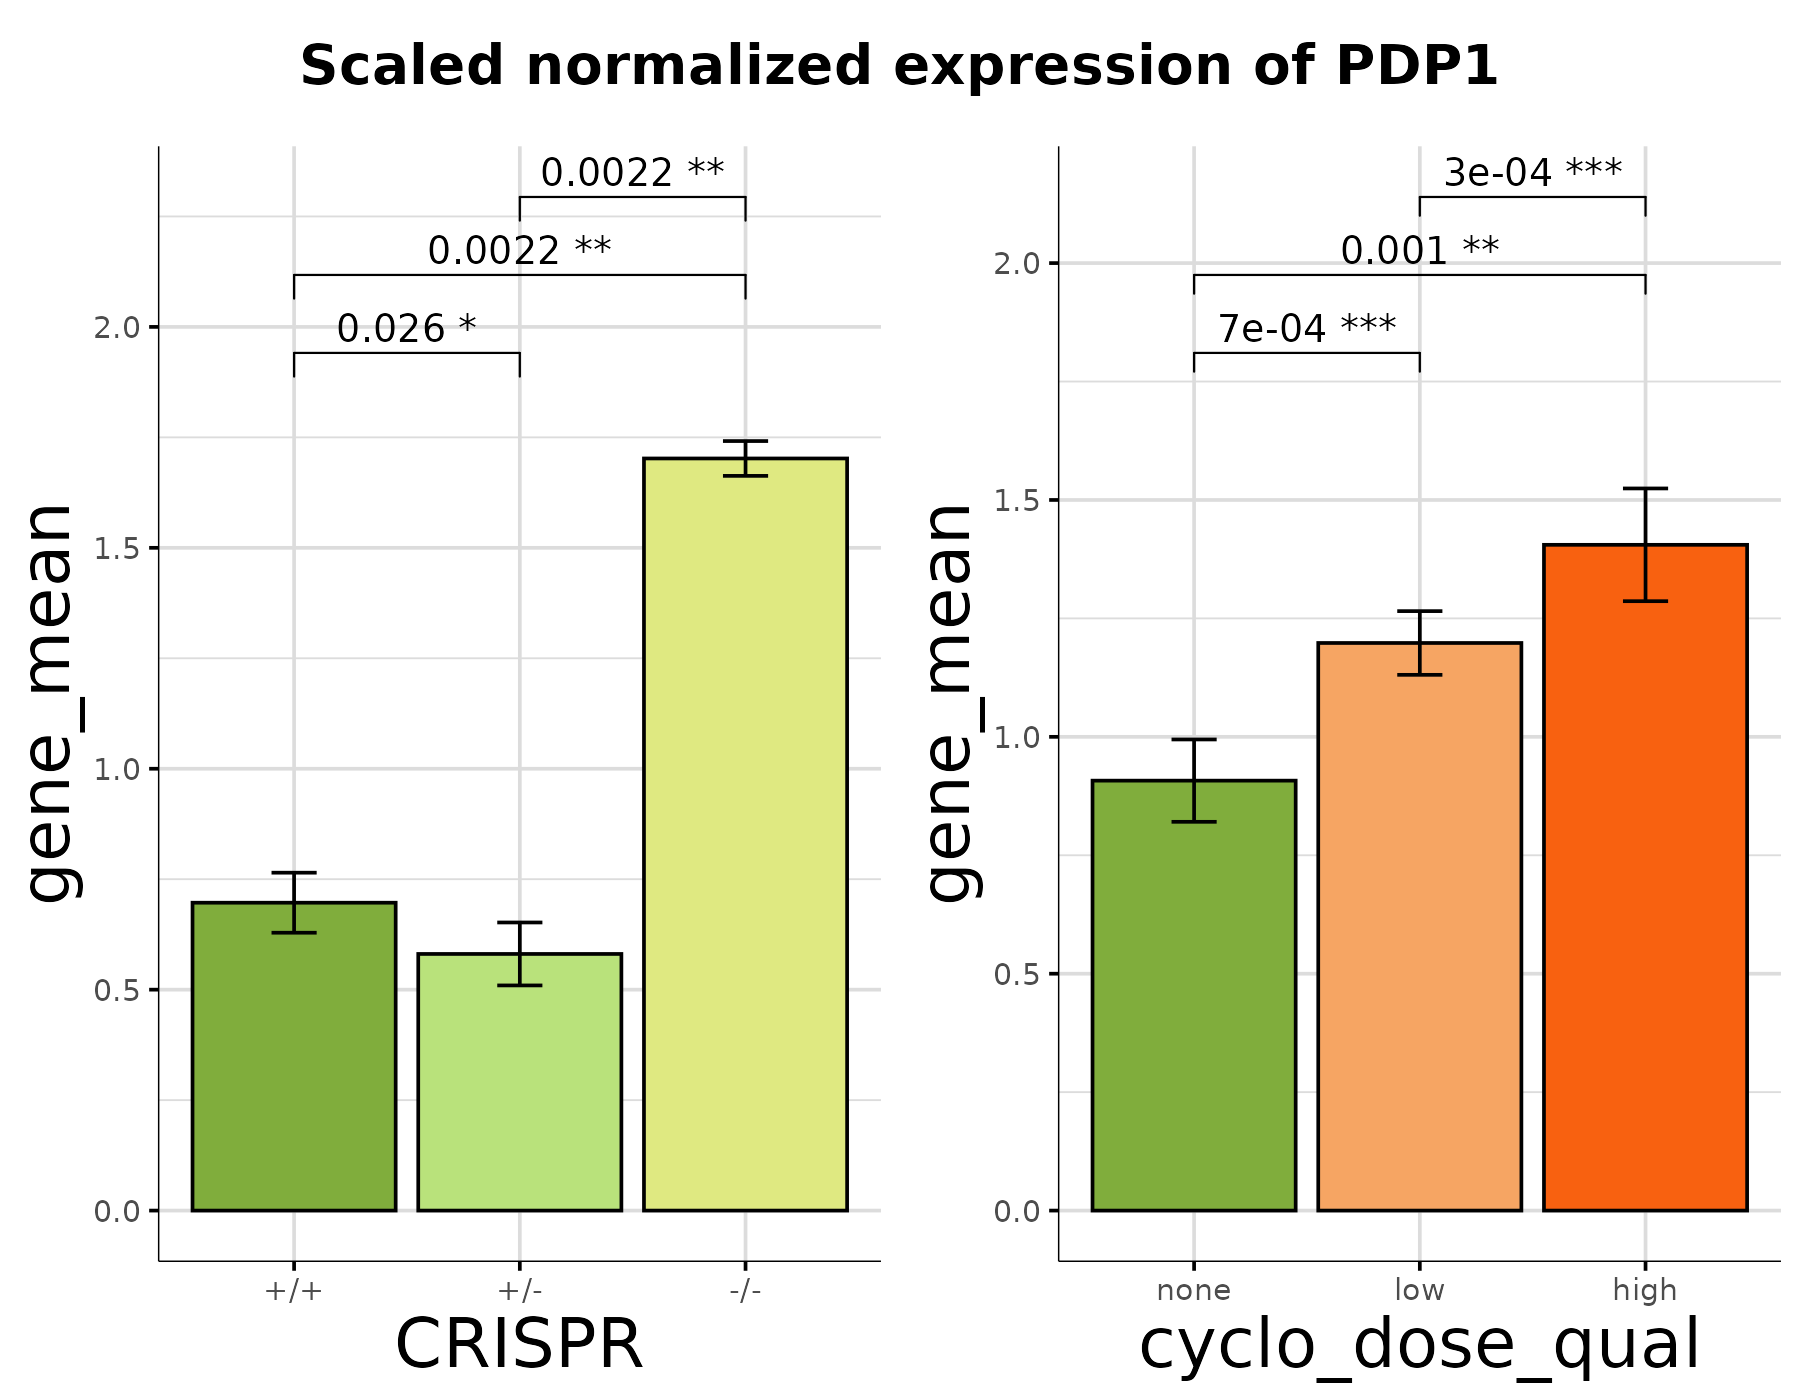 Scaled normalized expression of PDP1
gene_mean
0.0022 **
0.0022 **
0.026 *
2.0
1.5
1.0
0.5
0.0
+/+
+/-
-/-
CRISPR
gene_mean
3e-04 ***
0.001 **
7e-04 ***
2.0
1.5
1.0
0.5
0.0
none
low
high
cyclo_dose_qual